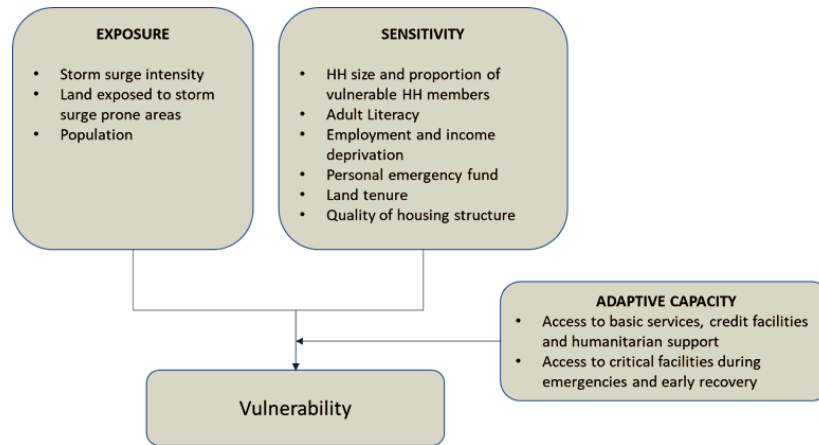 EXPOSURE
• Storm surge intensity
• Land exposed to storm
surge prone areas
• Population
SENSITIVITY
• HH size and proportion of
vulnerable HH members
• Adult Literacy
• Employment and income
deprivation
• Personal emergency fund
• Land tenure
• Quality of housing structure
ADAPTIVE CAPACITY
• Access to basic services, credit facilities
and humanitarian support
• Access to critical facilities during
emergencies and early recovery
Vulnerability